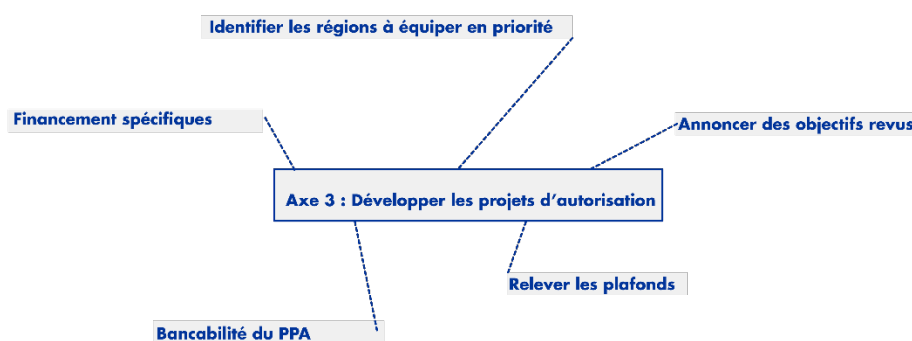 Identifier les régions à équiper en priorité
Financement spécifiques
Annoncer des objectifs revus
Axe 3 : Développer les projets d'autorisation
Relever les plafonds
Bancabilité du PPA